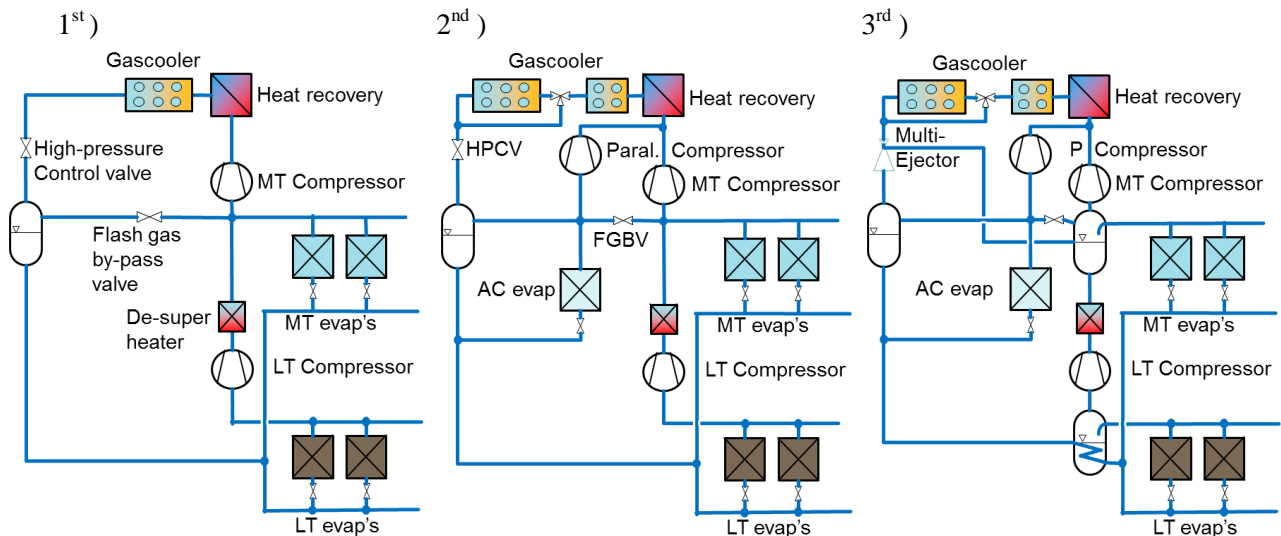 1st )
Gascooler
Heat recovery
High-pressure
Control valve
MT Compressor
Flash gas
by-pass
valve
De-super
heater
MT evap's
LT Compressor
LT evap's
2nd )
Gascooler
Heat recovery
HPCV
Paral. Compressor
MT Compressor
FGBV
AC evap
MT evap's
LT Compressor
LT evap's
3rd )
Gascooler
Heat recovery
Multi-
Ejector
P Compressor
MT Compressor
AC evap
MT evap's
LT Compressor
LT evap's